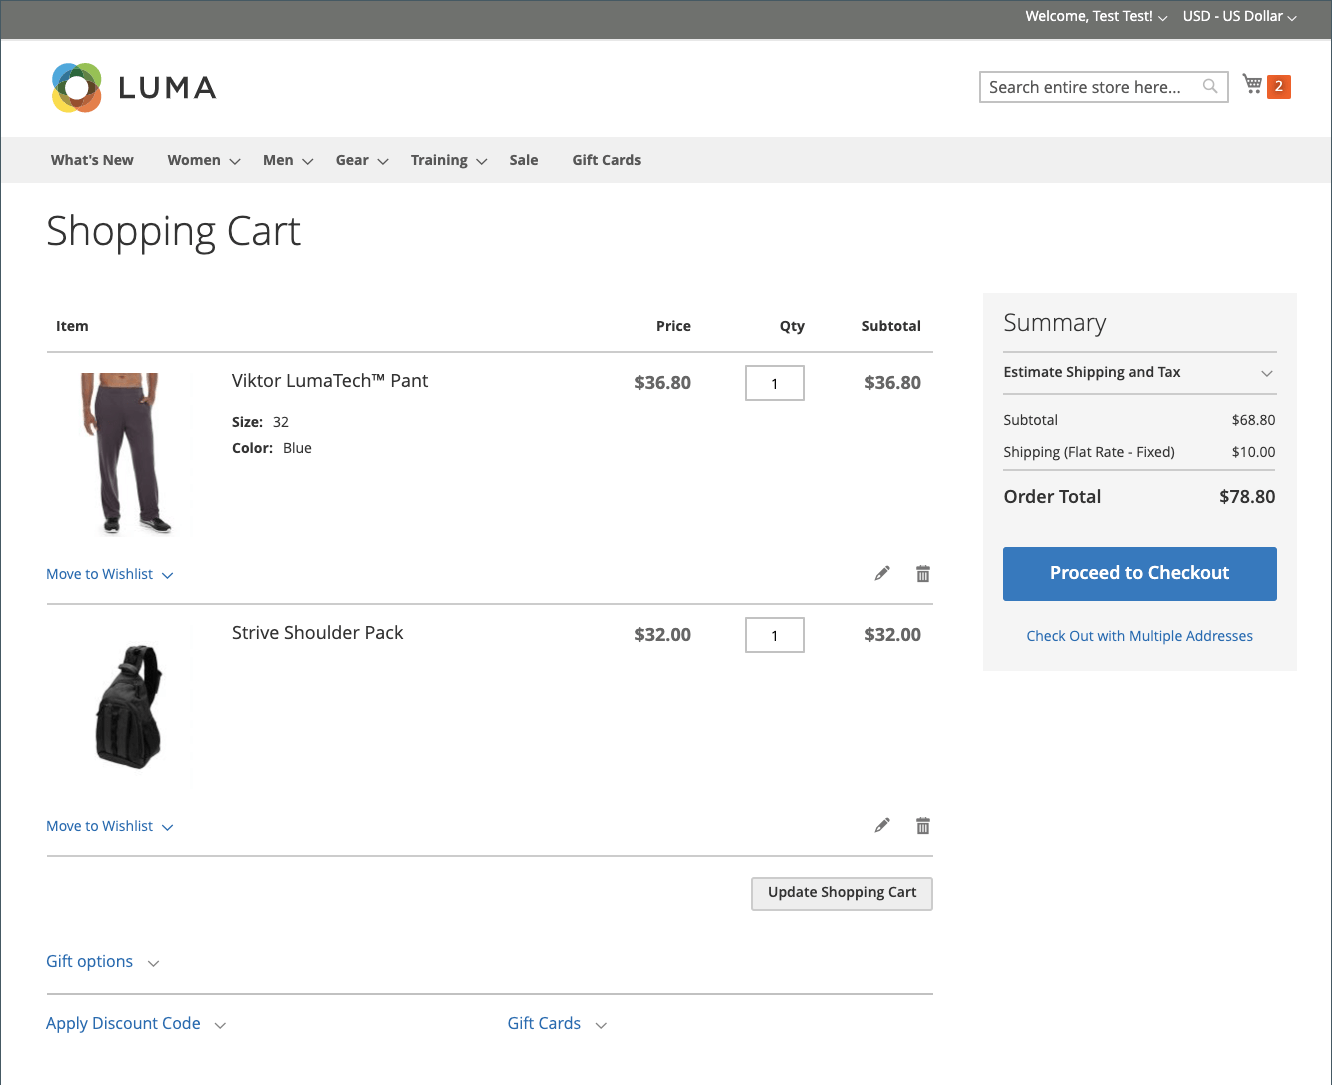 Welcome, Test Test! USD - US Dollar
LUMA
Search entire store here... 2
What's New Women Men Gear Training Sale Gift Cards
Shopping Cart
Item Price Qty Subtotal
Viktor LumaTech™ Pant $36.80 1 $36.80
Size: 32
Color: Blue
Move to Wishlist
Strive Shoulder Pack $32.00 1 $32.00
Move to Wishlist
Update Shopping Cart
Gift options
Apply Discount Code Gift Cards
Summary
Estimate Shipping and Tax
Subtotal $68.80
Shipping (Flat Rate - Fixed) $10.00
Order Total $78.80
Proceed to Checkout
Check Out with Multiple Addresses